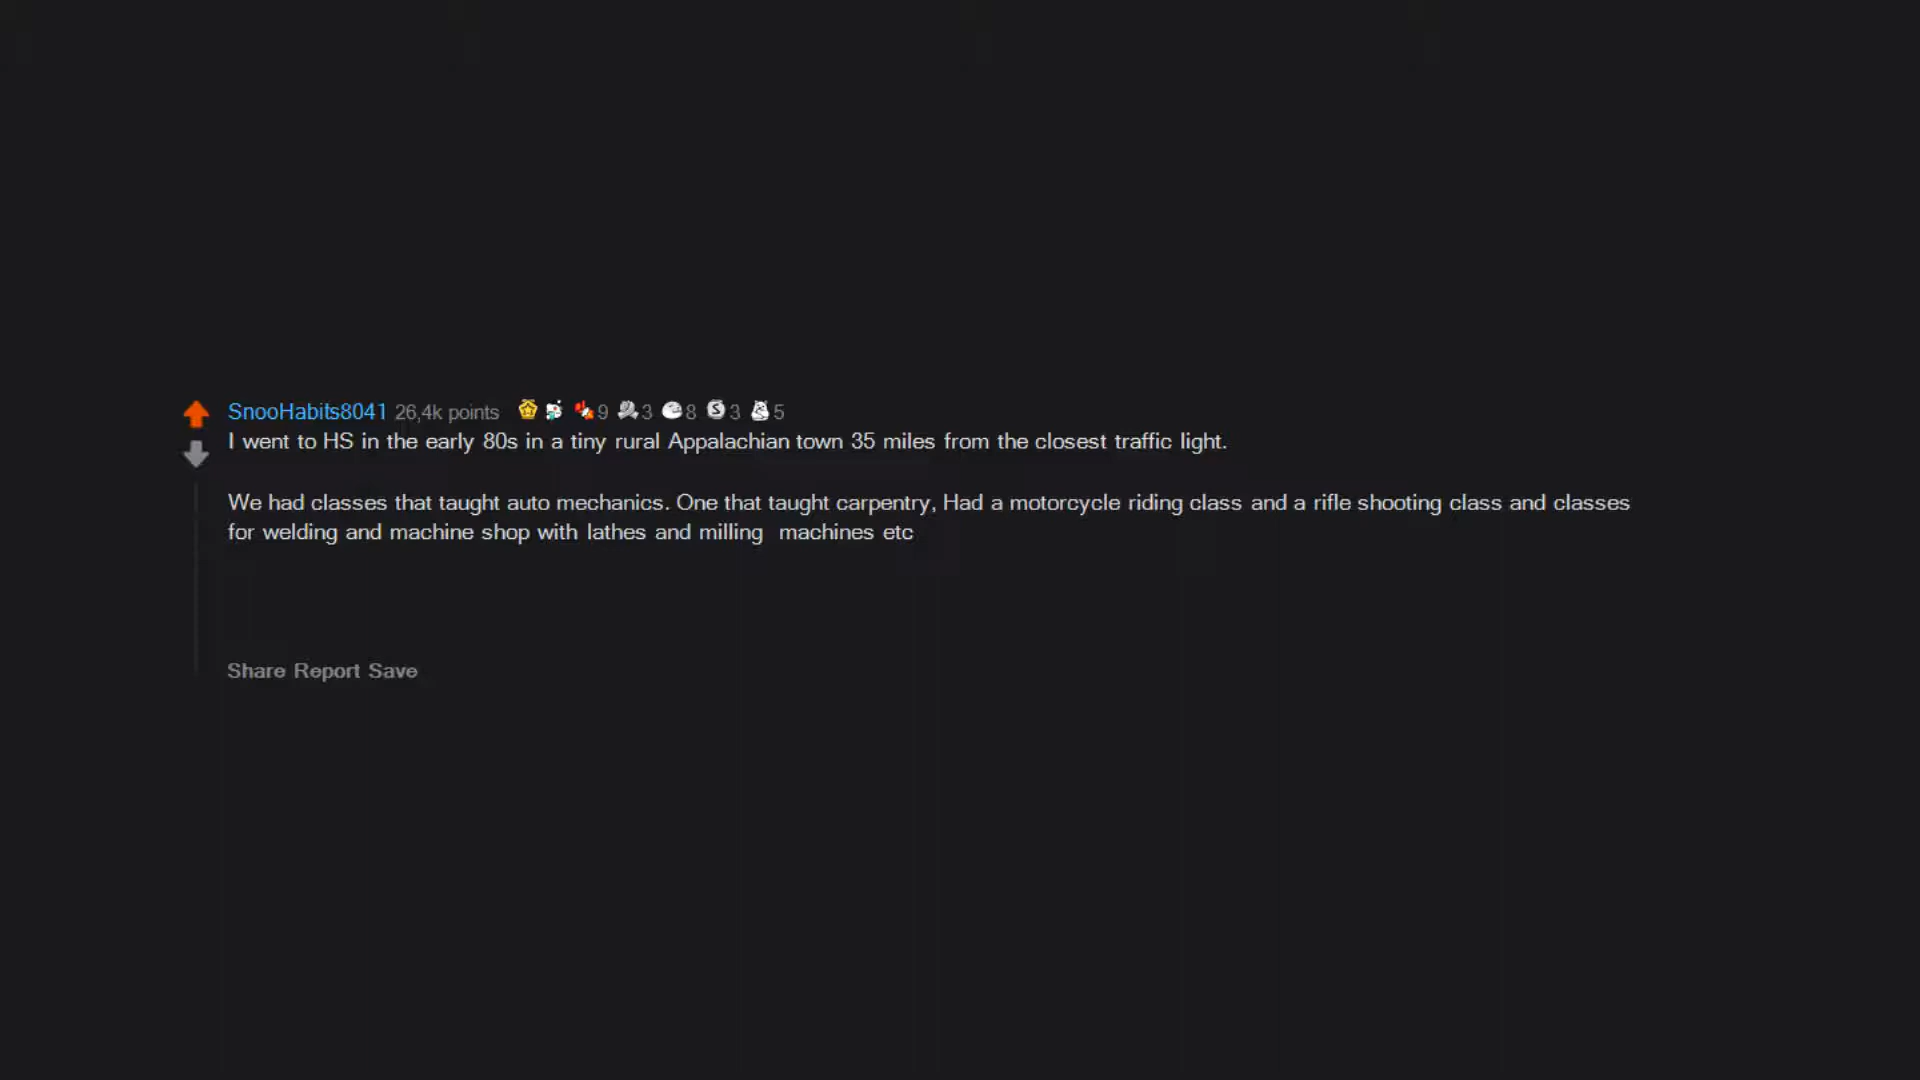 SnooHabits8041 26,4k points 9 3 8 3 5
I went to HS in the early 80s in a tiny rural Appalachian town 35 miles from the closest traffic light.
We had classes that taught auto mechanics. One that taught carpentry, Had a motorcycle riding class and a rifle shooting class and classes
for welding and machine shop with lathes and milling  machines etc
Share Report Save